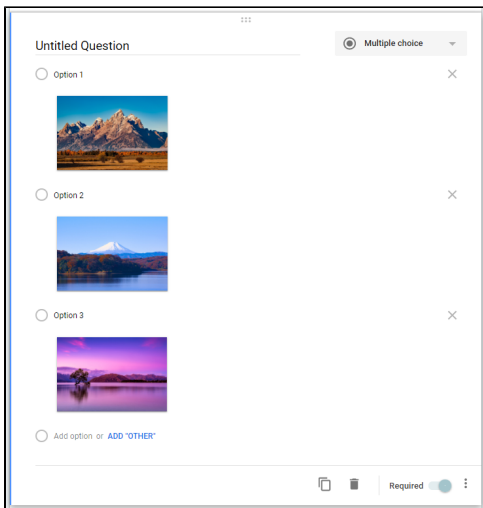 Untitled Question
Multiple choice
Option 1
Option 2
Option 3
Add option or ADD "OTHER"
Required